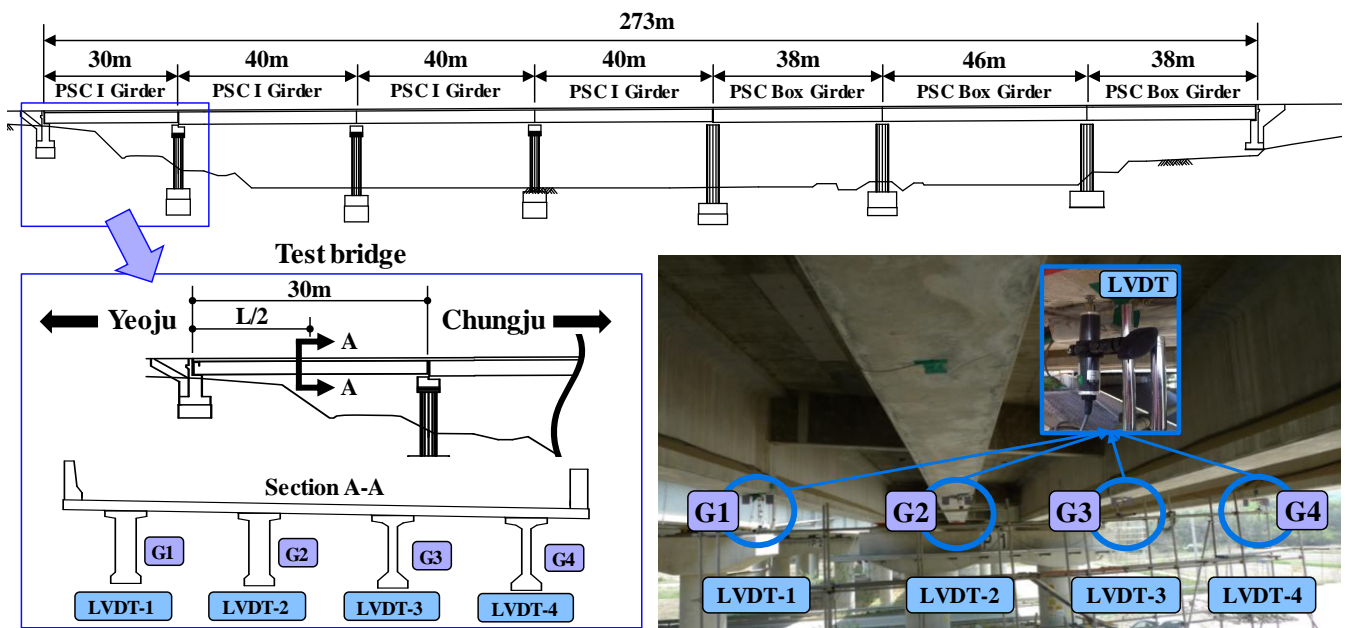 273m
30m 40m 40m 40m 38m 46m 38m
PSC I Girder PSC I Girder PSC I Girder PSC I Girder PSC Box Girder PSC Box Girder PSC Box Girder
Test bridge
30m
L/2
Yeoju
Chungju
A
A
Section A-A
G1 G2 G3 G4
LVDT-1 LVDT-2 LVDT-3 LVDT-4
LVDT
G1 G2 G3 G4
LVDT-1 LVDT-2 LVDT-3 LVDT-4